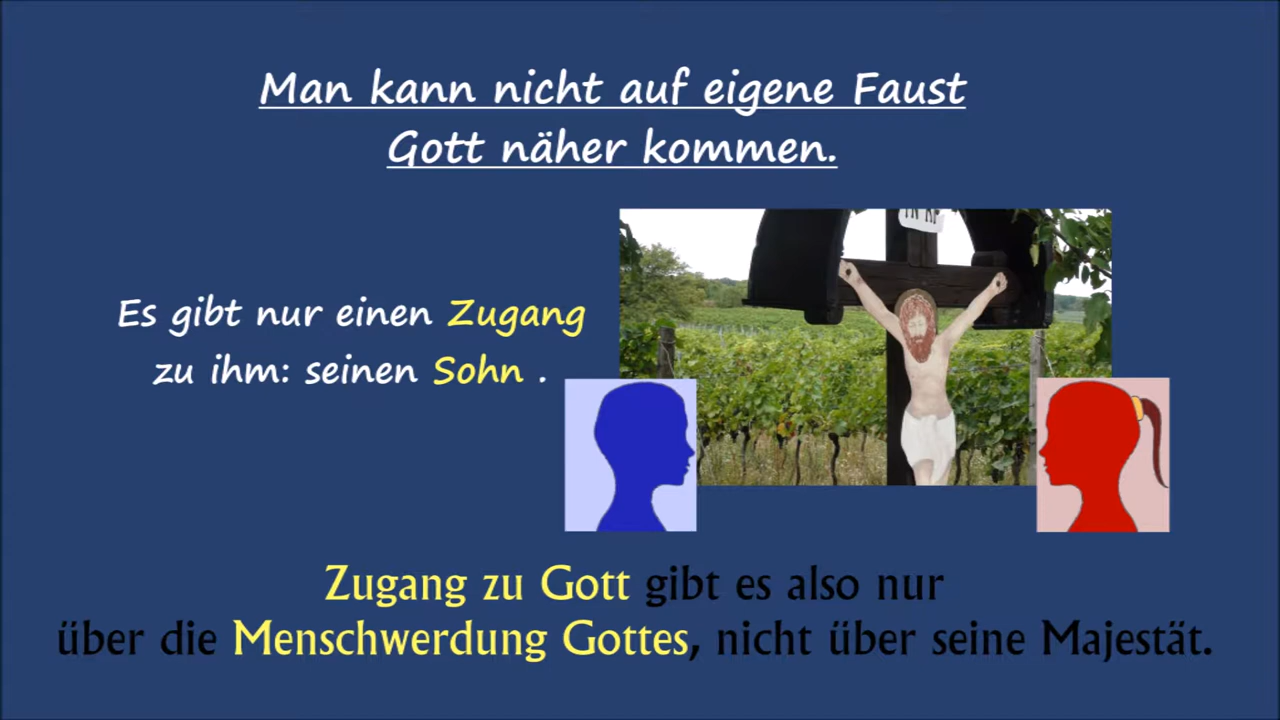 Man kann nicht auf eigene Faust
Gott näher kommen.
Es gibt nur einen Zugang
zu ihm: seinen Sohn .
Zugang zu Gott gibt es also nur
über die Menschwerdung Gottes, nicht über seine Majestät.